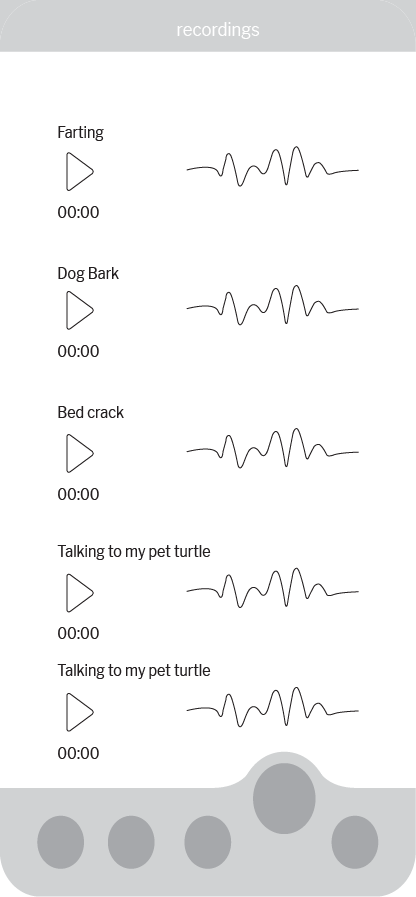 recordings
Farting
00:00
Dog Bark
00:00
Bed crack
00:00
Talking to my pet turtle
00:00
Talking to my pet turtle
00:00